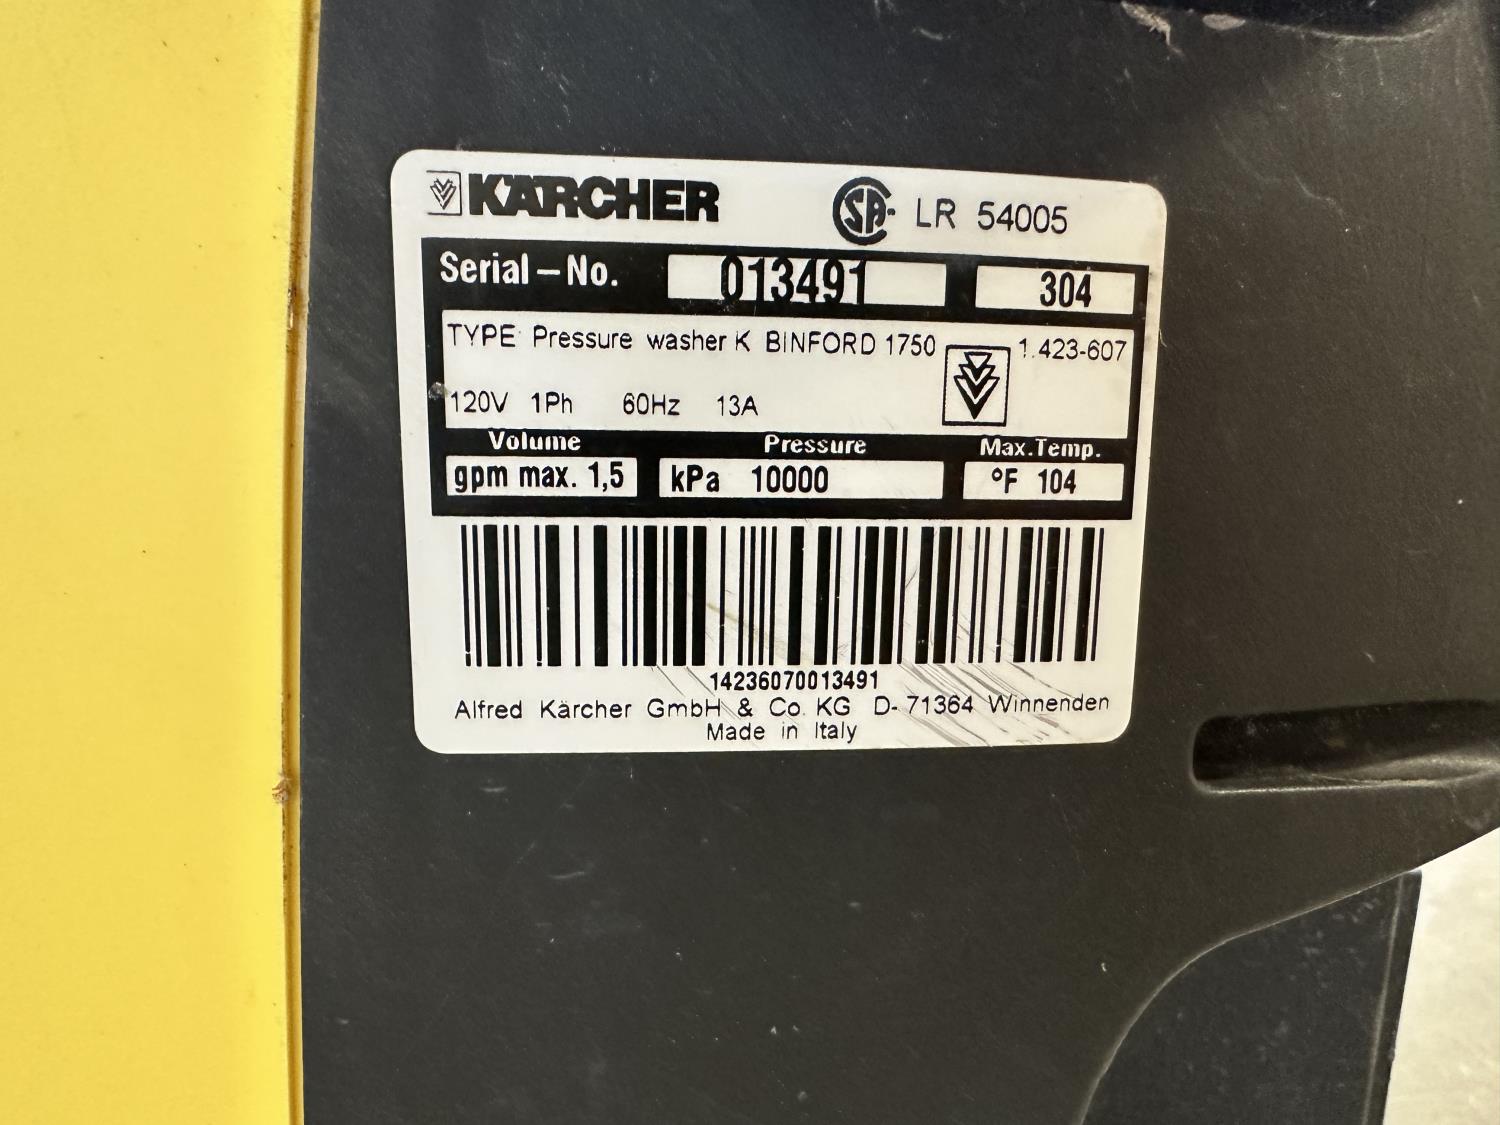 KÄRCHER SA LR 54005
Serial-No. 013491 304
TYPE Pressure washer K BINFORD 1750 1.423-607
120V 1Ph 60Hz 13A
Volume Pressure Max.Temp.
gpm max. 1,5 kPa 10000 °F 104
14236070013491
Alfred Kärcher GmbH & Co. KG D-71364 Winnenden
Made in Italy